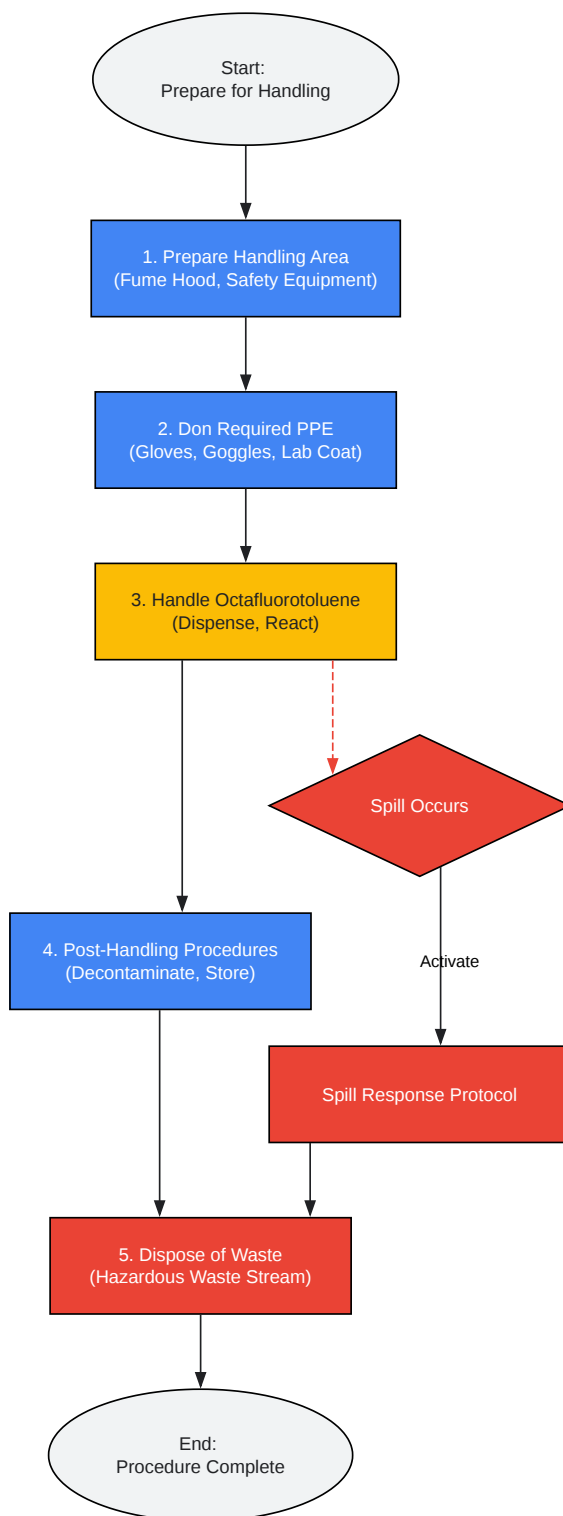 Start:
Prepare for Handling
1. Prepare Handling Area
(Fume Hood, Safety Equipment)
2. Don Required PPE
(Gloves, Goggles, Lab Coat)
3. Handle Octafluorotoluene
(Dispense, React)
Spill Occurs
4. Post-Handling Procedures
(Decontaminate, Store)
Activate
Spill Response Protocol
5. Dispose of Waste
(Hazardous Waste Stream)
End:
Procedure Complete